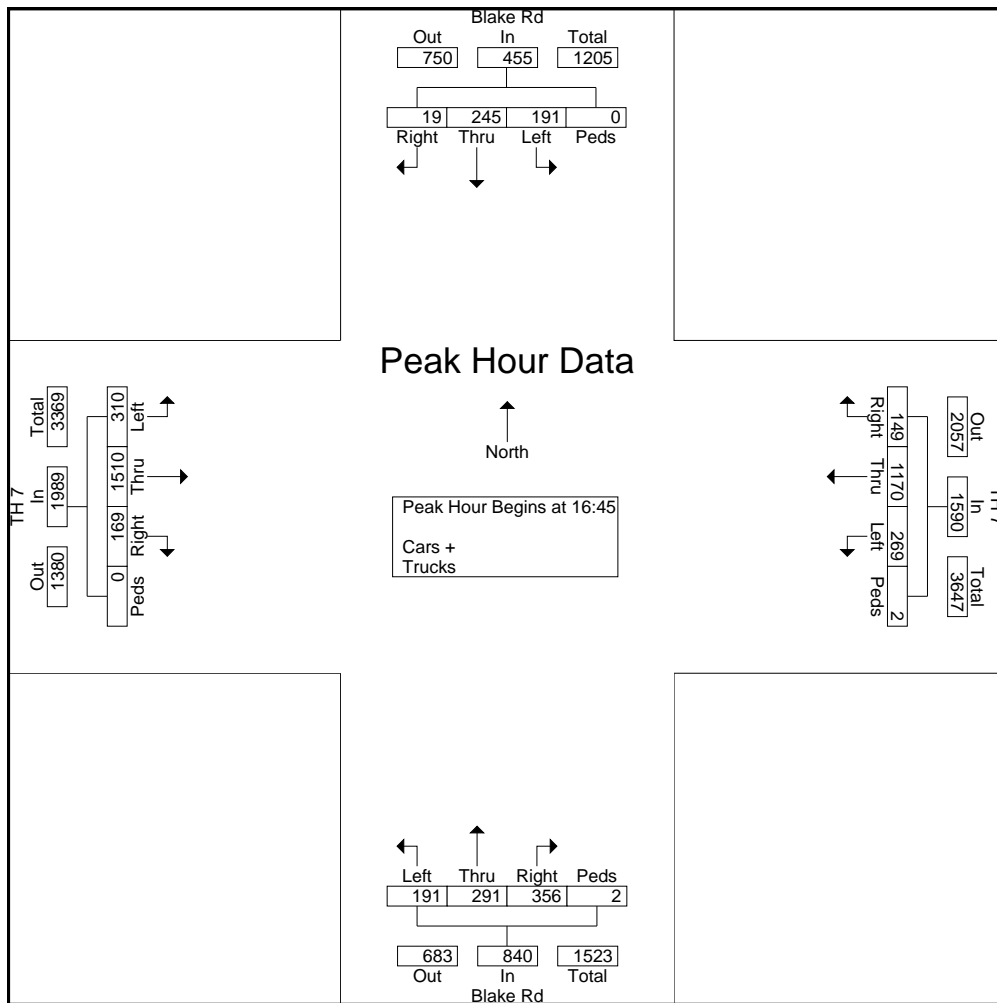 Blake Rd
Out In Total
750 455 1205
19 245 191 0
Right Thru Left Peds
Peak Hour Data
North
Peak Hour Begins at 16:45
Cars +
Trucks
TH 7
Total In Out
3369 1989 1380
310 1510 169 0
Left Thru Right Peds
TH 7
Out In Total
2057 1590 3647
149 1170 269 2
Right Thru Left Peds
Left Thru Right Peds
191 291 356 2
683 840 1523
Out In Total
Blake Rd